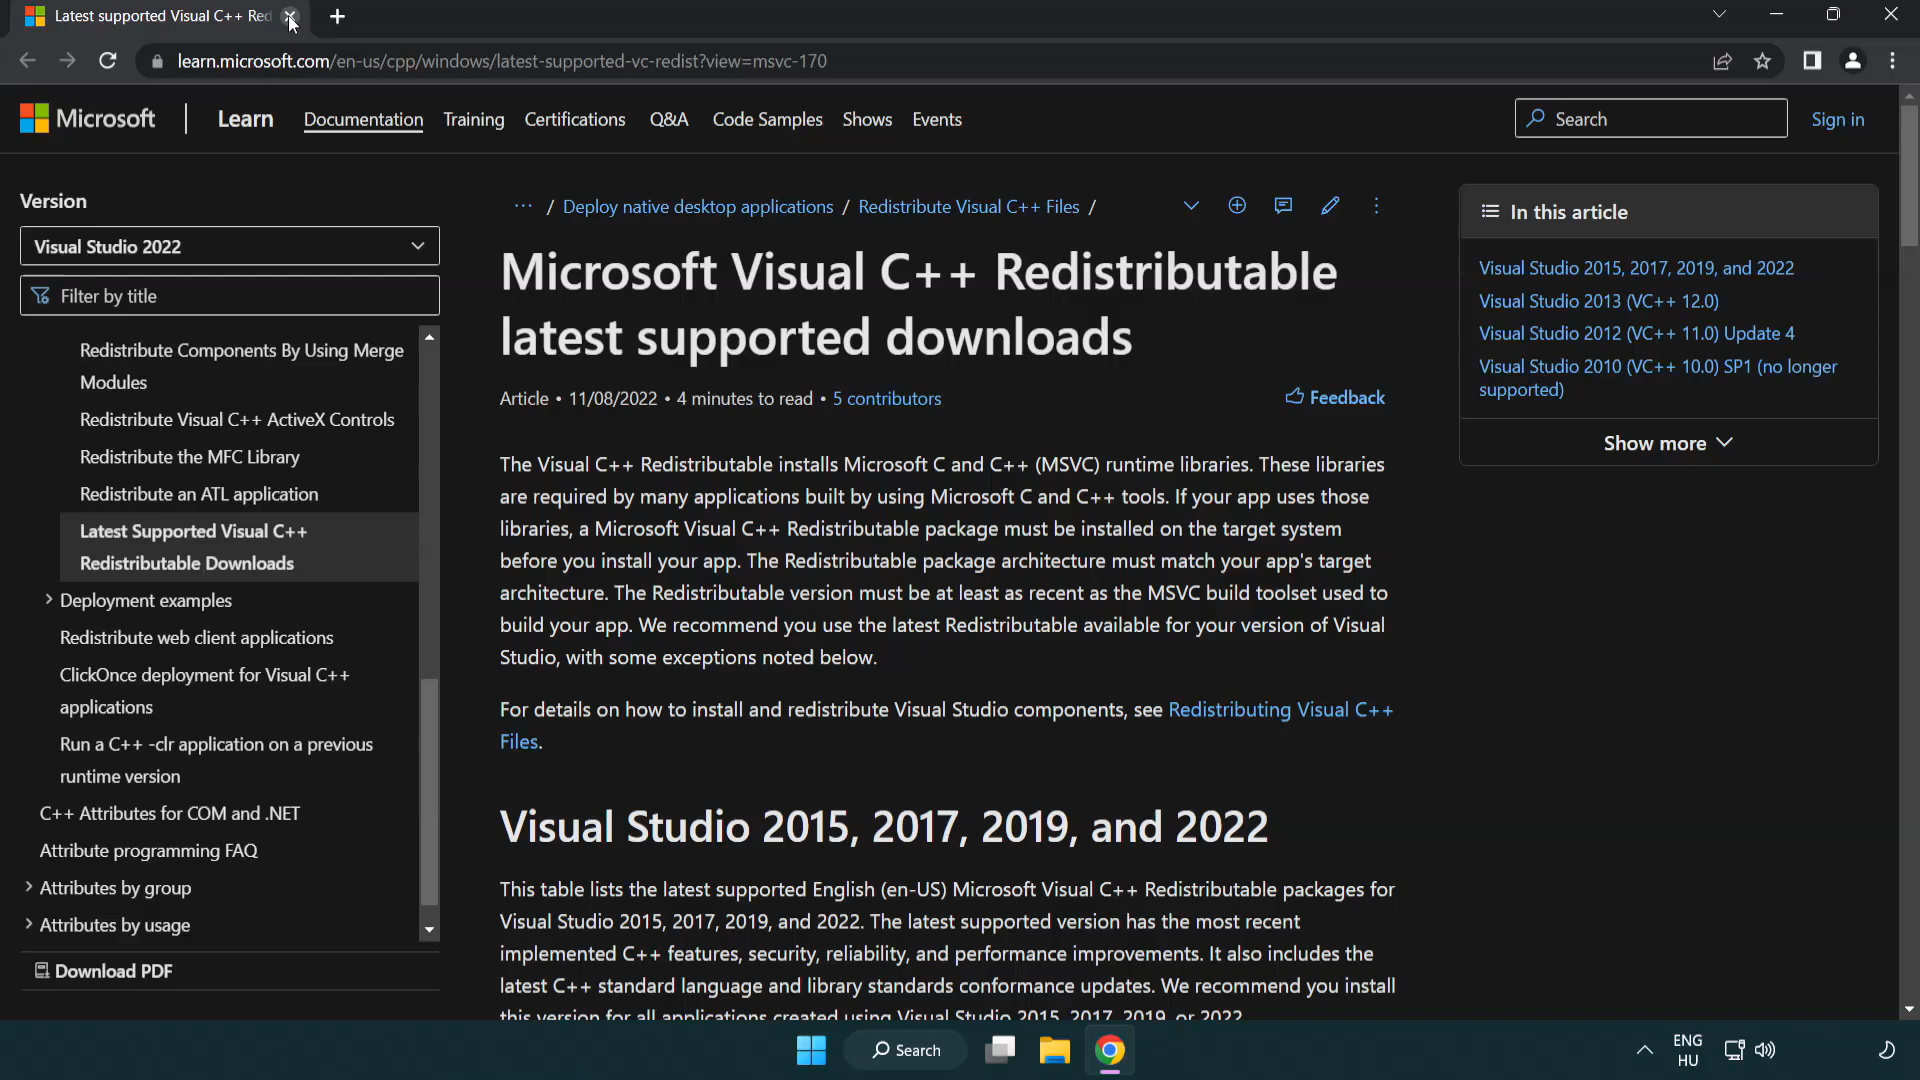 Latest supported Visual C++ Red
learn.microsoft.com/en-us/cpp/windows/latest-supported-vc-redist?view=msvc-170
Microsoft
Learn
Documentation
Training
Certifications
Q&A
Code Samples
Shows
Events
Search
Sign in
Version
Visual Studio 2022
Filter by title
Redistribute Components By Using Merge
Modules
Redistribute Visual C++ ActiveX Controls
Redistribute the MFC Library
Redistribute an ATL application
Latest Supported Visual C++
Redistributable Downloads
Deployment examples
Redistribute web client applications
ClickOnce deployment for Visual C++
applications
Run a C++ -clr application on a previous
runtime version
C++ Attributes for COM and .NET
Attribute programming FAQ
Attributes by group
Attributes by usage
Download PDF
... / Deploy native desktop applications / Redistribute Visual C++ Files /
Microsoft Visual C++ Redistributable
latest supported downloads
Article • 11/08/2022 • 4 minutes to read • 5 contributors
Feedback
The Visual C++ Redistributable installs Microsoft C and C++ (MSVC) runtime libraries. These libraries
are required by many applications built by using Microsoft C and C++ tools. If your app uses those
libraries, a Microsoft Visual C++ Redistributable package must be installed on the target system
before you install your app. The Redistributable package architecture must match your app's target
architecture. The Redistributable version must be at least as recent as the MSVC build toolset used to
build your app. We recommend you use the latest Redistributable available for your version of Visual
Studio, with some exceptions noted below.
For details on how to install and redistribute Visual Studio components, see Redistributing Visual C++
Files.
Visual Studio 2015, 2017, 2019, and 2022
This table lists the latest supported English (en-US) Microsoft Visual C++ Redistributable packages for
Visual Studio 2015, 2017, 2019, and 2022. The latest supported version has the most recent
implemented C++ features, security, reliability, and performance improvements. It also includes the
latest C++ standard language and library standards conformance updates. We recommend you install
this version for all applications created using Visual Studio 2015, 2017, 2019, or 2022.
In this article
Visual Studio 2015, 2017, 2019, and 2022
Visual Studio 2013 (VC++ 12.0)
Visual Studio 2012 (VC++ 11.0) Update 4
Visual Studio 2010 (VC++ 10.0) SP1 (no longer
supported)
Show more
Search
ENG
HU